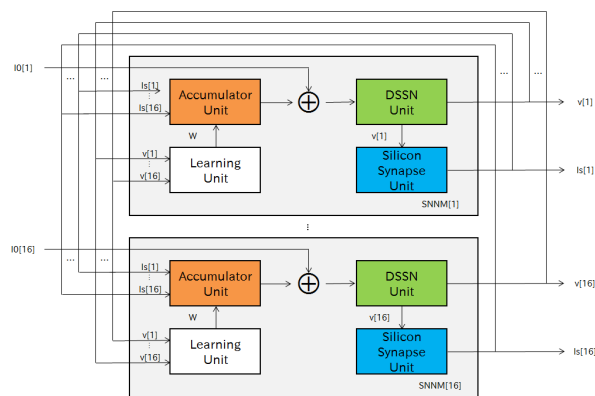 I0[1]
...
...
...
Is[1]
...
Is[16]
Accumulator
Unit
DSSN
Unit
v[1]
W
v[1]
v[1]
...
v[16]
Learning
Unit
Silicon
Synapse
Unit
Is[1]
SNNM[1]
...
I0[16]
...
...
Is[1]
...
Is[16]
Accumulator
Unit
DSSN
Unit
v[16]
W
v[16]
v[1]
...
v[16]
Learning
Unit
Silicon
Synapse
Unit
Is[16]
SNNM[16]